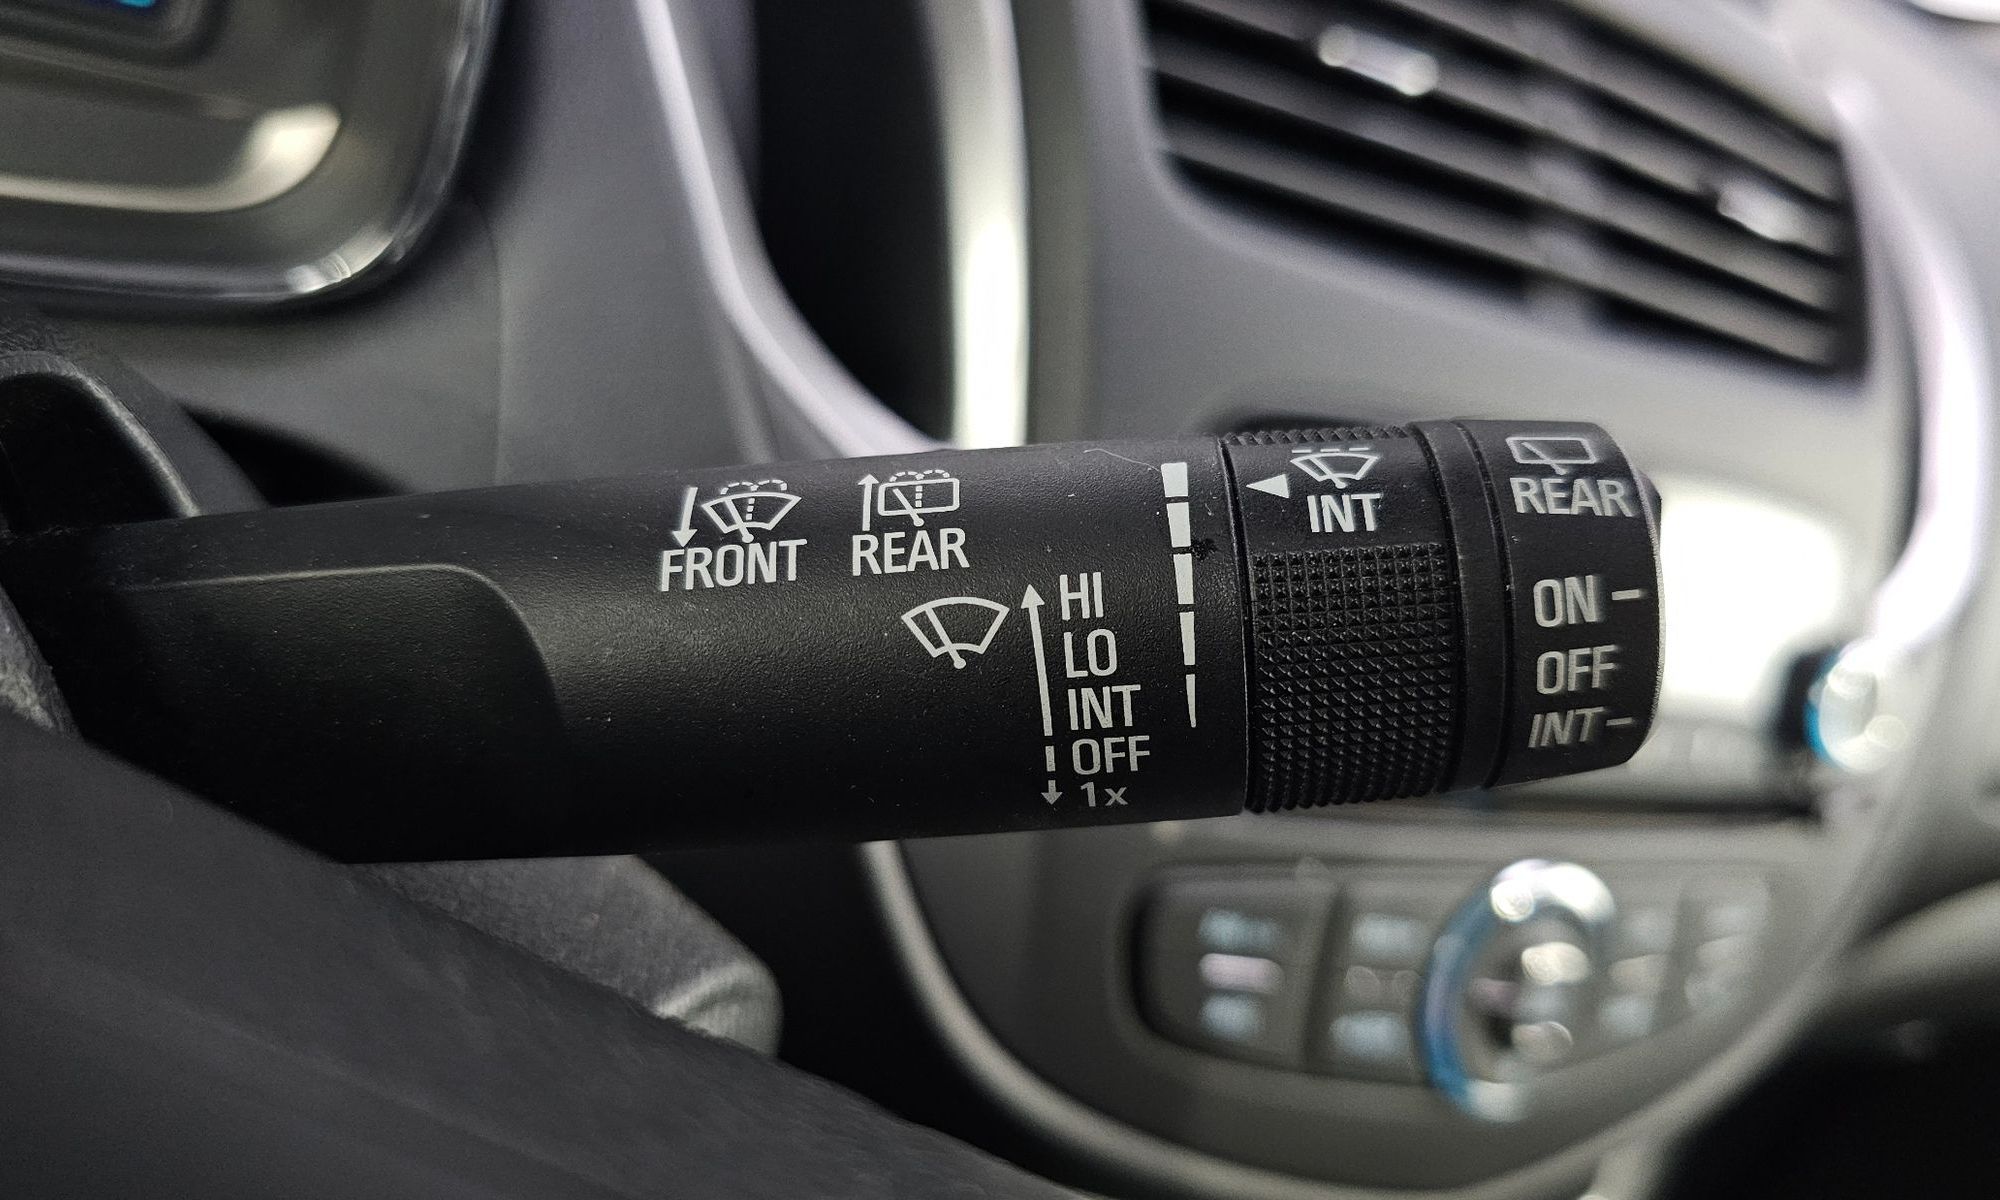 FRONT
REAR
HI
LO
INT
OFF
1x
INT
REAR
ON
OFF
INT